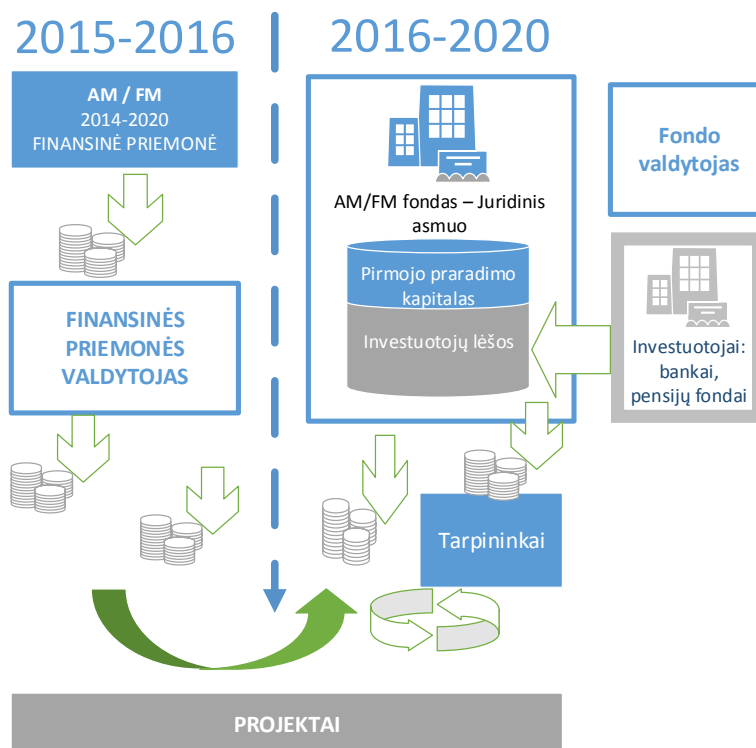 2015-2016
AM / FM
2014-2020
FINANSINĖ PRIEMONĖ
FINANSINĖS
PRIEMONĖS
VALDYTOJAS
2016-2020
AM/FM fondas – Juridinis
asmuo
Pirmojo praradimo
kapitalas
Investuotojų lėšos
Fondo
valdytojas
Investuotojai:
bankai,
pensijų fondai
Tarpininkai
PROJEKTAI